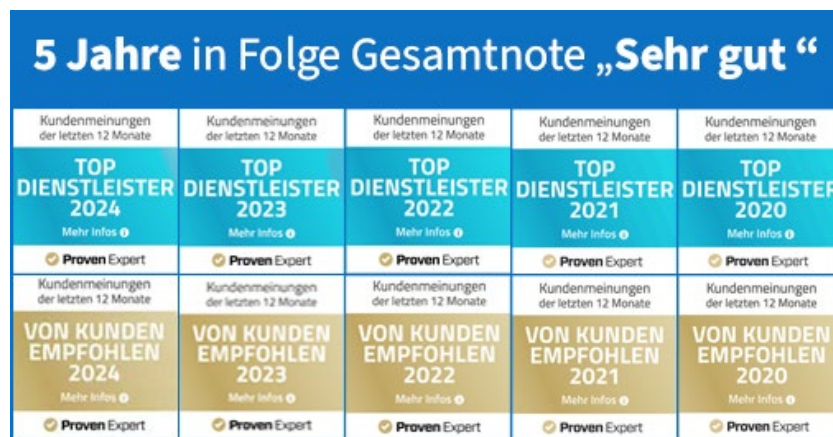 5 Jahre in Folge Gesamtnote „Sehr gut “
Kundenmeinungen Kundenmeinungen Kundenmeinungen Kundenmeinungen Kundenmeinungen
der letzten 12 Monate der letzten 12 Monate der letzten 12 Monate der letzten 12 Monate der letzten 12 Monate
TOP TOP TOP TOP TOP
DIENSTLEISTER DIENSTLEISTER DIENSTLEISTER DIENSTLEISTER DIENSTLEISTER
2024 2023 2022 2021 2020
Mehr Infos Mehr Infos Mehr Infos Mehr Infos Mehr Infos
Proven Expert Proven Expert Proven Expert Proven Expert Proven Expert
Kundenmeinungen Kundenmeinungen Kundenmeinungen Kundenmeinungen Kundenmeinungen
der letzten 12 Monate der letzten 12 Monate der letzten 12 Monate der letzten 12 Monate der letzten 12 Monate
VON KUNDEN VON KUNDEN VON KUNDEN VON KUNDEN VON KUNDEN
EMPFOHLEN EMPFOHLEN EMPFOHLEN EMPFOHLEN EMPFOHLEN
2024 2023 2022 2021 2020
Mehr Infos Mehr Infos Mehr Infos Mehr Infos Mehr Infos
Proven Expert Proven Expert Proven Expert Proven Expert Proven Expert